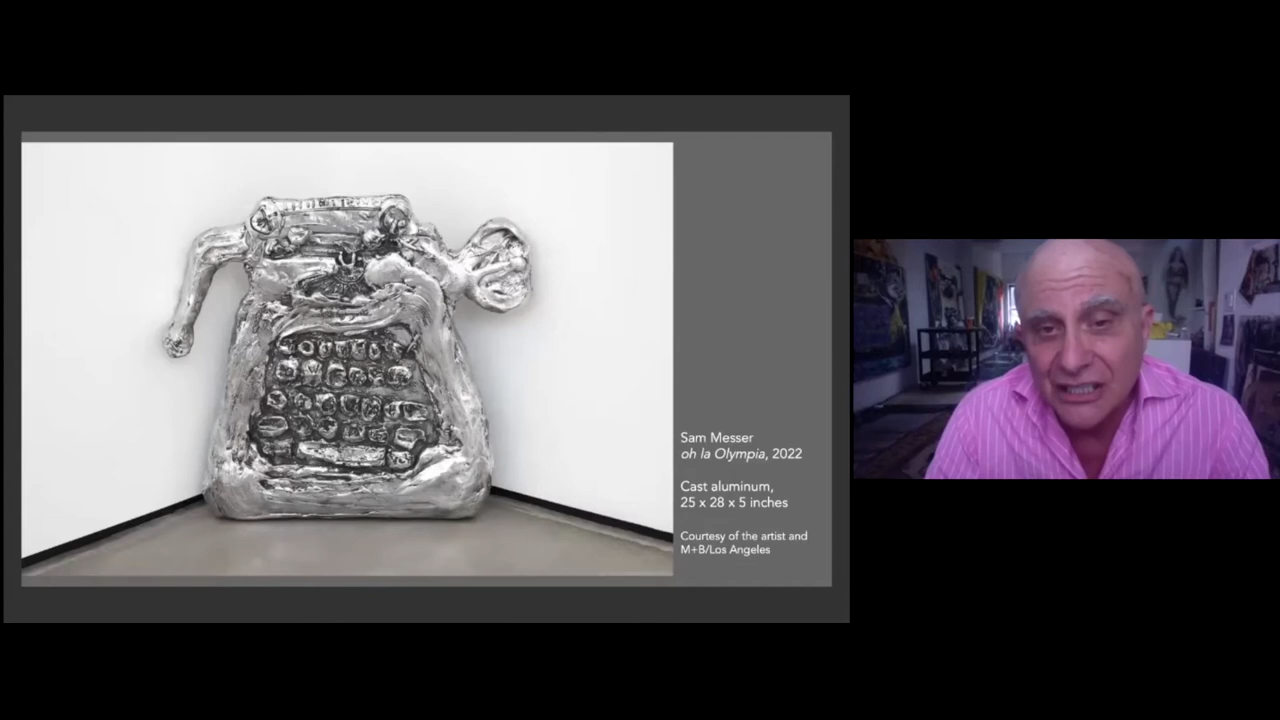 Sam Messer
oh la Olympia, 2022
Cast aluminum,
25 x 28 x 5 inches
Courtesy of the artist and
M+B/Los Angeles